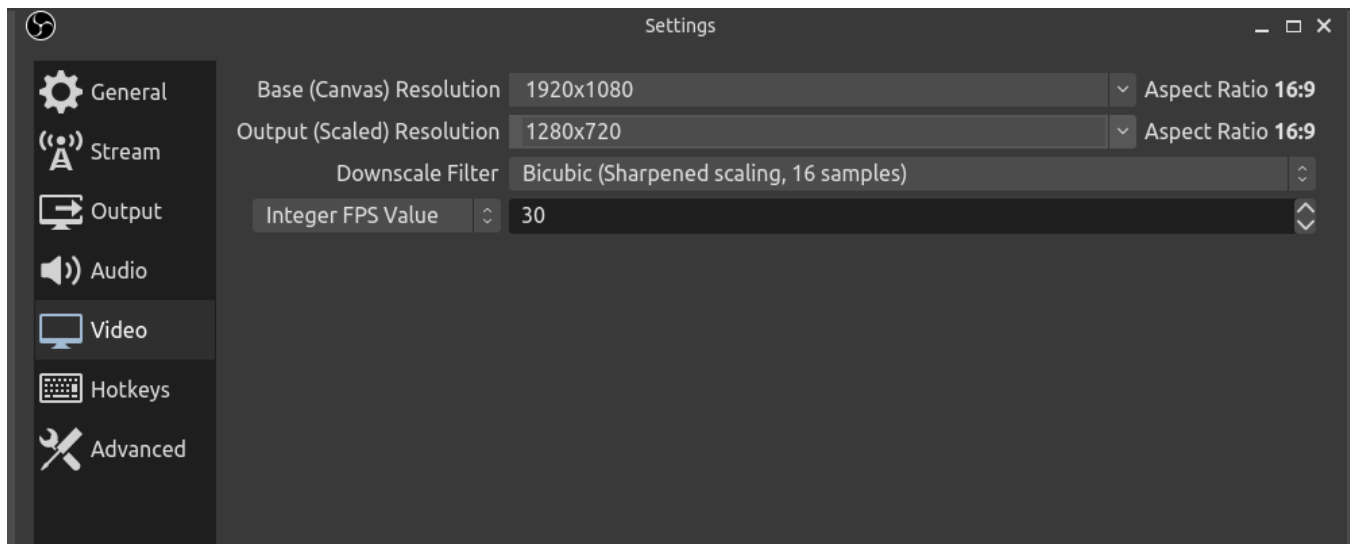 Settings
General
Stream
Output
Audio
Video
Hotkeys
Advanced
Base (Canvas) Resolution 1920x1080 Aspect Ratio 16:9
Output (Scaled) Resolution 1280x720 Aspect Ratio 16:9
Downscale Filter Bicubic (Sharpened scaling, 16 samples)
Integer FPS Value 30